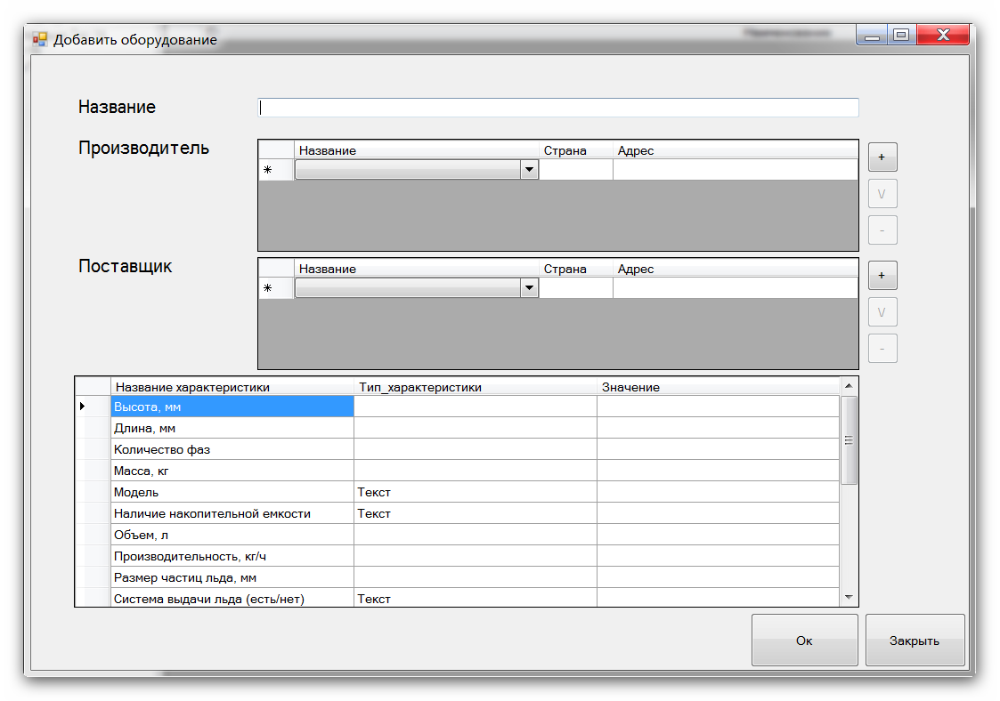 Добавить оборудование
Название
Производитель
Название Страна Адрес
+
V
-
Поставщик
Название Страна Адрес
+
V
-
Название характеристики Тип_характеристики Значение
Высота, мм
Длина, мм
Количество фаз
Масса, кг
Модель Текст
Наличие накопительной емкости Текст
Объем, л
Производительность, кг/ч
Размер частиц льда, мм
Система выдачи льда (есть/нет) Текст
Ок Закрыть